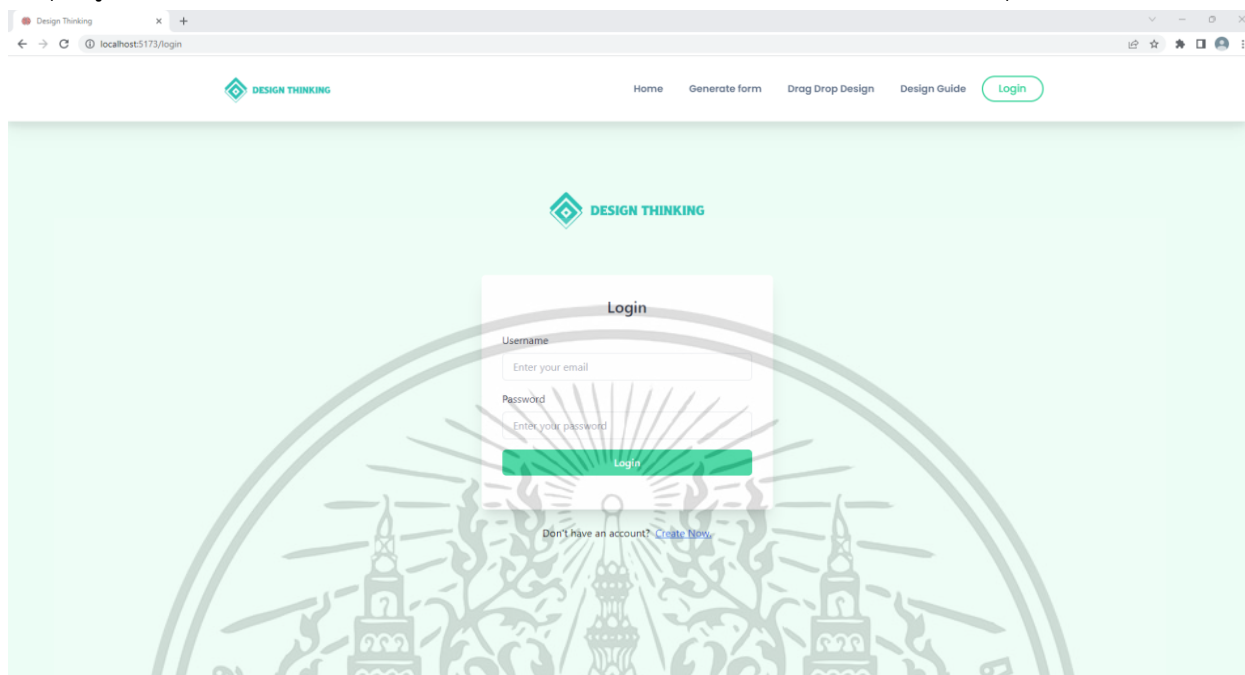 Design Thinking
localhost:5173/login
DESIGN THINKING
Home Generate form Drag Drop Design Design Guide Login
DESIGN THINKING
Login
Username
Enter your email
Password
Enter your password
Login
Don't have an account? Create Now.